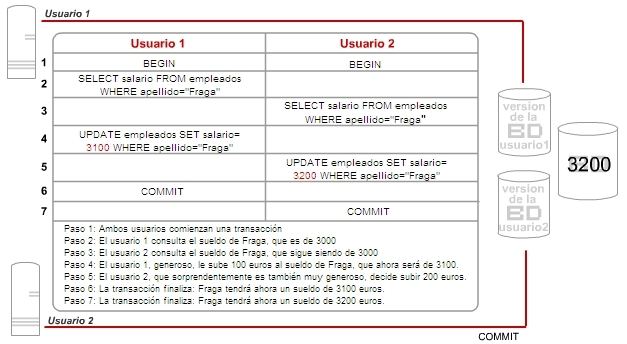 Usuario 1
Usuario 1 Usuario 2
1 BEGIN BEGIN
2 SELECT salario FROM empleados
WHERE apellido="Fraga"
3 SELECT salario FROM empleados
WHERE apellido="Fraga"
4 UPDATE empleados SET salario=
3100 WHERE apellido="Fraga"
5 UPDATE empleados SET salario=
3200 WHERE apellido="Fraga"
6 COMMIT
7 COMMIT
Paso 1: Ambos usuarios comienzan una transacción
Paso 2: El usuario 1 consulta el sueldo de Fraga, que es de 3000
Paso 3: El usuario 2 consulta el sueldo de Fraga, que sigue siendo de 3000
Paso 4: El usuario 1, generoso, le sube 100 euros al sueldo de Fraga, que ahora será de 3100.
Paso 5: El usuario 2, que sorprendentemente es también muy generoso, decide subir 200 euros.
Paso 6: La transacción finaliza: Fraga tendrá ahora un sueldo de 3100 euros.
Paso 7: La transacción finaliza: Fraga tendrá ahora un sueldo de 3200 euros.
version
de la
BD
usuario1
3200
version
de la
BD
usuario2
Usuario 2
COMMIT